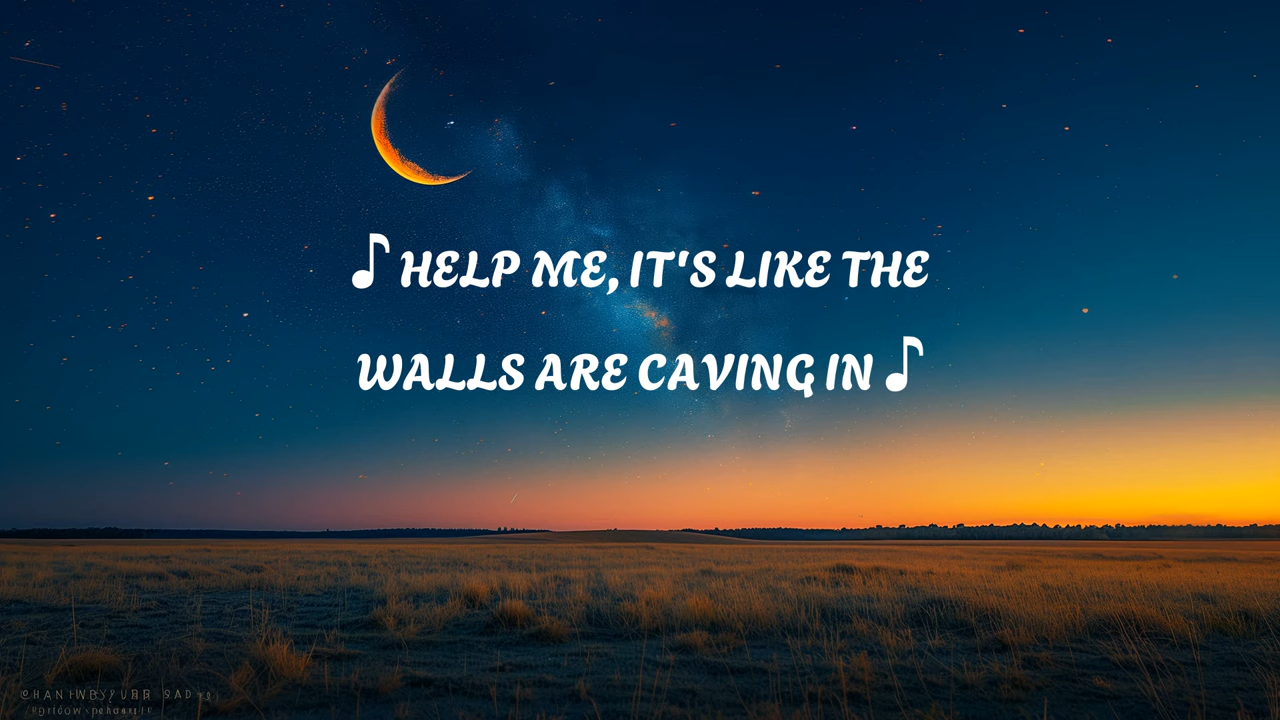 ♪ HELP ME, IT'S LIKE THE
WALLS ARE CAVING IN ♪